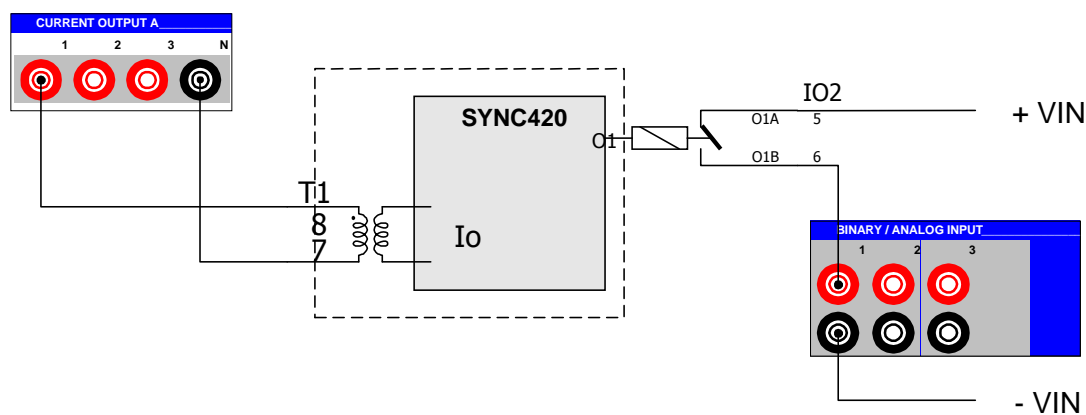 CURRENT OUTPUT A
1 2 3 N
SYNC420
O1
IO2
O1A 5
+ VIN
O1B 6
T1
8
7
Io
BINARY / ANALOG INPUT
1 2 3
- VIN